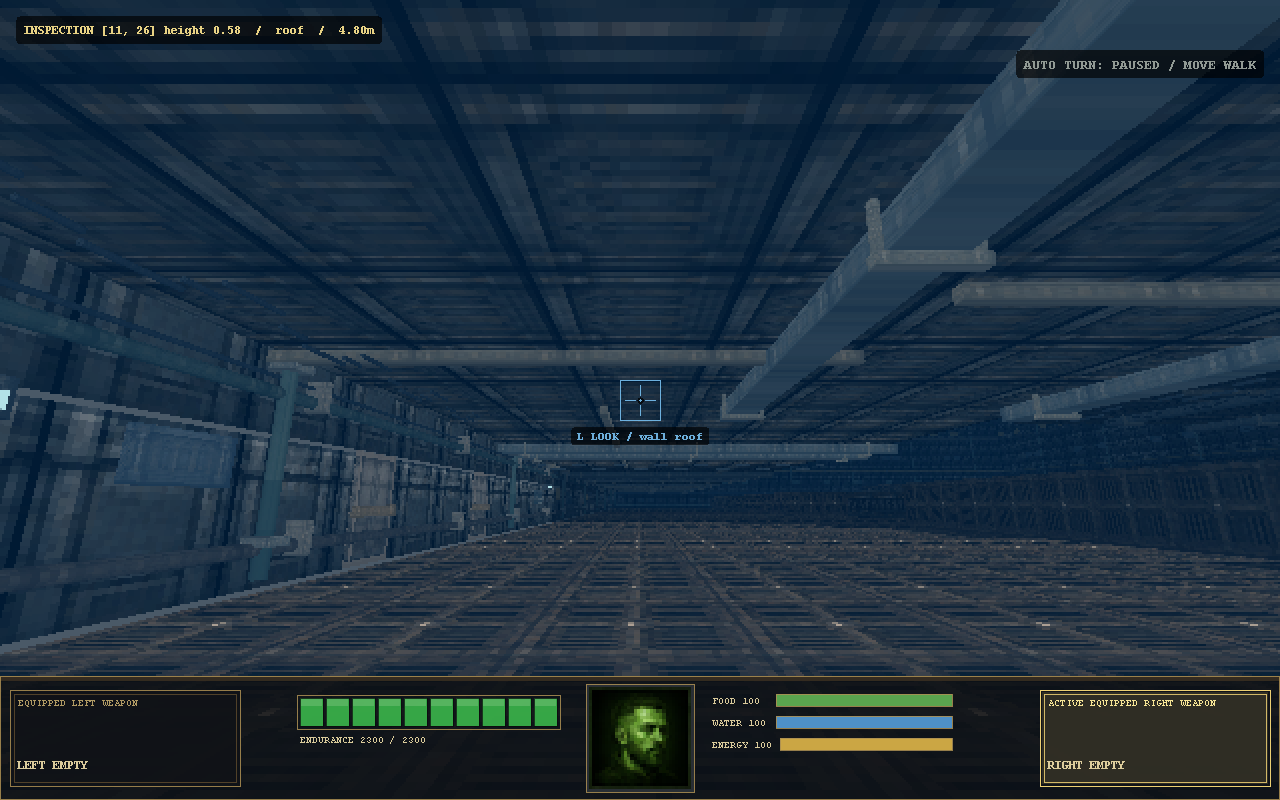 INSPECTION [11, 26] height 0.58 / roof / 4.80m
AUTO TURN: PAUSED / MOVE WALK
L LOOK / wall roof
EQUIPPED LEFT WEAPON
LEFT EMPTY
ENDURANCE 2300 / 2300
FOOD 100
WATER 100
ENERGY 100
ACTIVE EQUIPPED RIGHT WEAPON
RIGHT EMPTY